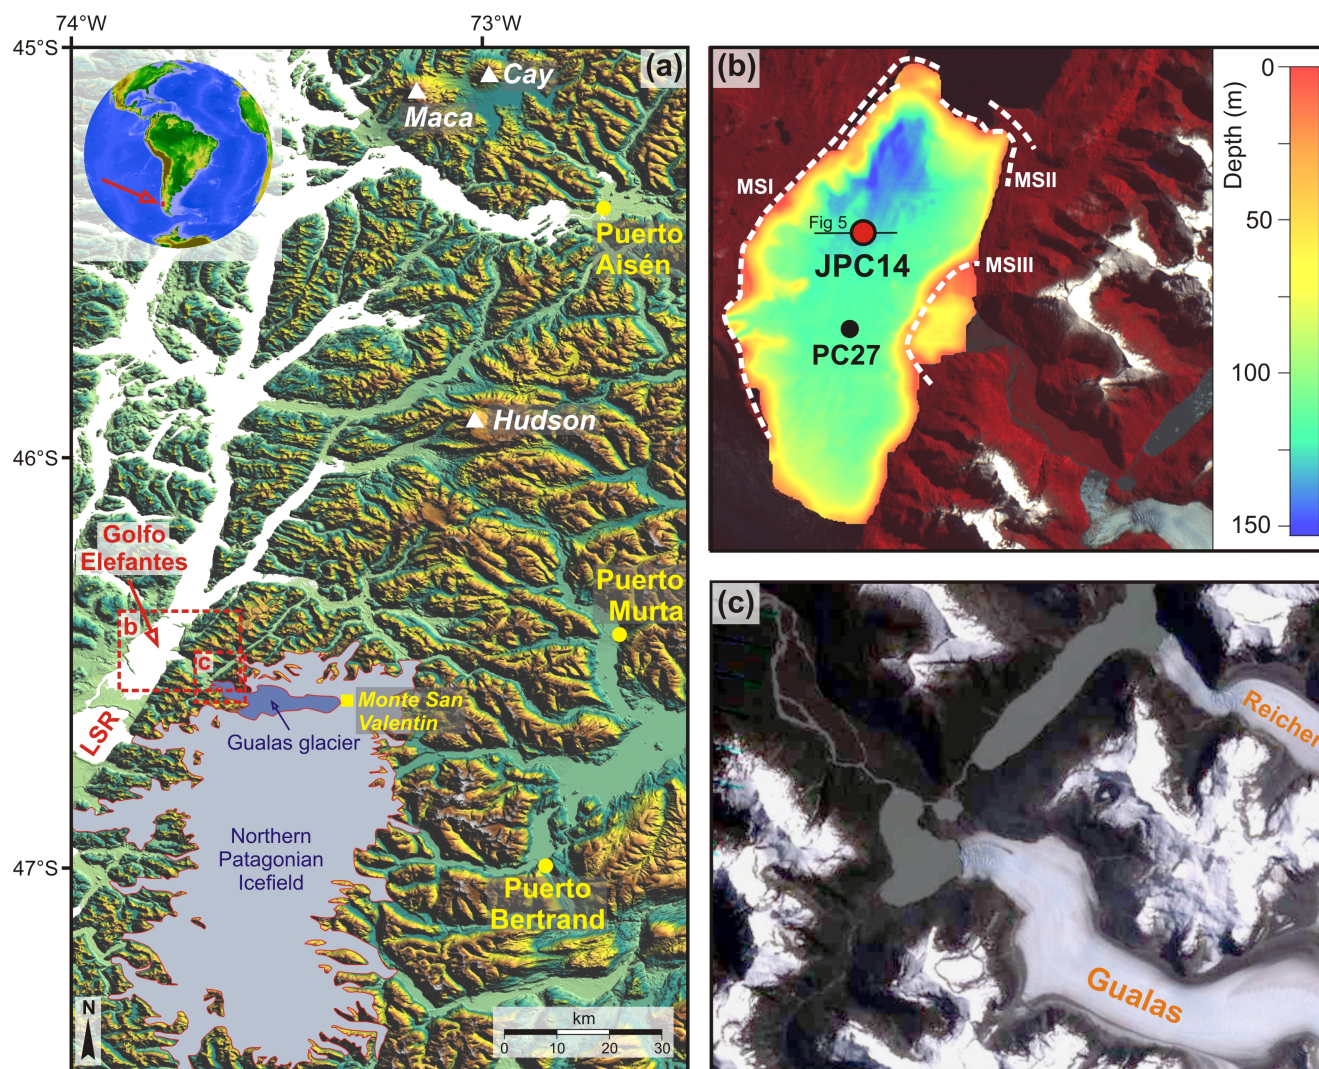 74°W
73°W
45°S
46°S
47°S
(a)
Cay
Maca
Puerto
Aisén
Hudson
Golfo
Elefantes
b
c
Puerto
Murta
LSR
Monte San
Valentin
Gualas glacier
Northern
Patagonian
Icefield
Puerto
Bertrand
N
km
0 10 20 30
(b)
MSI
MSII
MSIII
Fig 5
JPC14
PC27
Depth (m)
0
50
100
150
(c)
Reicher
Gualas